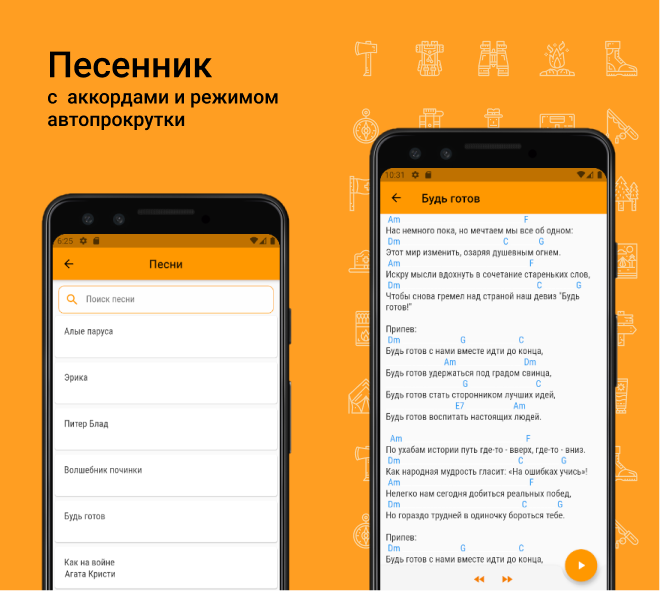 Песенник
с аккордами и режимом
автопрокрутки
6:25
Песни
Поиск песни
Алые паруса
Эрика
Питер Блад
Волшебник починки
Будь готов
Как на войне
Агата Кристи
10:31
Будь готов
Am F
Нас немного пока, но мечтаем мы все об одном:
Dm C G
Этот мир изменить, озаряя душевным огнем.
Am F
Искру мысли вдохнуть в сочетание стареньких слов,
Dm C G
Чтобы снова гремел над страной наш девиз "Будь
готов!"
Припев:
Dm G C
Будь готов с нами вместе идти до конца,
Am Dm
Будь готов удержаться под градом свинца,
G C
Будь готов стать сторонником лучших идей,
E7 Am
Будь готов воспитать настоящих людей.
Am F
По ухабам истории путь где-то - вверх, где-то - вниз.
Dm C G
Как народная мудрость гласит: «На ошибках учись»!
Am F
Нелегко нам сегодня добиться реальных побед,
Dm C G
Но гораздо трудней в одиночку бороться тебе.
Припев:
Dm G C
Будь готов с нами вместе идти до конца,